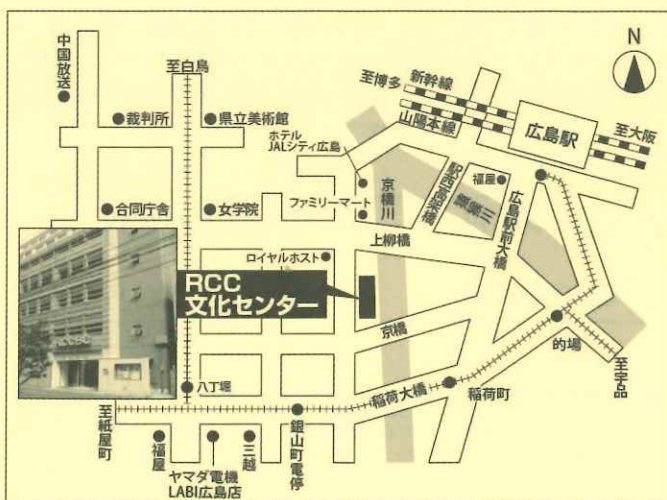 中国放送
至白島
裁判所
県立美術館
ホテル
JALシティ広島
至博多
新幹線
山陽本線
広島駅
至大阪
N
合同庁舎
女学院
ファミリーマート
京橋川
駅西高架橋
福屋
猿猴川
広島駅前大橋
上柳橋
ロイヤルホスト
RCC
文化センター
京橋
的場
至宇品
八丁堀
稲荷大橋
稲荷町
至紙屋町
福屋
ヤマダ電機
LABI広島店
三越
銀山町電停